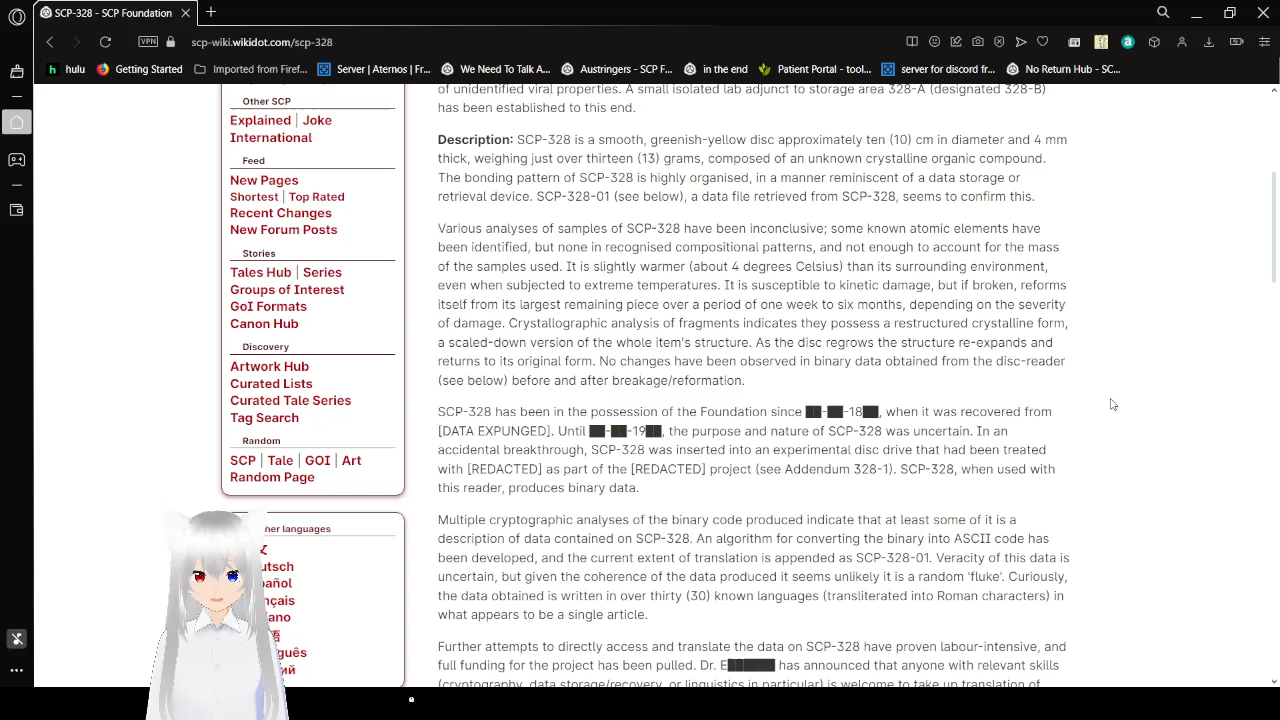 SCP-328 - SCP Foundation
VPN
scp-wiki.wikidot.com/scp-328
hulu
Getting Started
Imported from Firef...
Server | Aternos | Fr...
We Need To Talk A...
Austringers - SCP F...
in the end
Patient Portal - tool...
server for discord fr...
No Return Hub - SC...
Other SCP
Explained | Joke
International
Feed
New Pages
Shortest | Top Rated
Recent Changes
New Forum Posts
Stories
Tales Hub | Series
Groups of Interest
GoI Formats
Canon Hub
Discovery
Artwork Hub
Curated Lists
Curated Tale Series
Tag Search
Random
SCP | Tale | GOI | Art
Random Page
her languages
utsch
pañol
nçais
ano
語
guês
ий
of unidentified viral properties. A small isolated lab adjunct to storage area 328-A (designated 328-B)
has been established to this end.
Description: SCP-328 is a smooth, greenish-yellow disc approximately ten (10) cm in diameter and 4 mm
thick, weighing just over thirteen (13) grams, composed of an unknown crystalline organic compound.
The bonding pattern of SCP-328 is highly organised, in a manner reminiscent of a data storage or
retrieval device. SCP-328-01 (see below), a data file retrieved from SCP-328, seems to confirm this.
Various analyses of samples of SCP-328 have been inconclusive; some known atomic elements have
been identified, but none in recognised compositional patterns, and not enough to account for the mass
of the samples used. It is slightly warmer (about 4 degrees Celsius) than its surrounding environment,
even when subjected to extreme temperatures. It is susceptible to kinetic damage, but if broken, reforms
itself from its largest remaining piece over a period of one week to six months, depending on the severity
of damage. Crystallographic analysis of fragments indicates they possess a restructured crystalline form,
a scaled-down version of the whole item's structure. As the disc regrows the structure re-expands and
returns to its original form. No changes have been observed in binary data obtained from the disc-reader
(see below) before and after breakage/reformation.
SCP-328 has been in the possession of the Foundation since ██-██-18██, when it was recovered from
[DATA EXPUNGED]. Until ██-██-19██, the purpose and nature of SCP-328 was uncertain. In an
accidental breakthrough, SCP-328 was inserted into an experimental disc drive that had been treated
with [REDACTED] as part of the [REDACTED] project (see Addendum 328-1). SCP-328, when used with
this reader, produces binary data.
Multiple cryptographic analyses of the binary code produced indicate that at least some of it is a
description of data contained on SCP-328. An algorithm for converting the binary into ASCII code has
been developed, and the current extent of translation is appended as SCP-328-01. Veracity of this data is
uncertain, but given the coherence of the data produced it seems unlikely it is a random 'fluke'. Curiously,
the data obtained is written in over thirty (30) known languages (transliterated into Roman characters) in
what appears to be a single article.
Further attempts to directly access and translate the data on SCP-328 have proven labour-intensive, and
full funding for the project has been pulled. Dr. E██████ has announced that anyone with relevant skills
(cryptography, data storage/recovery, or linguistics in particular) is welcome to take up translation of